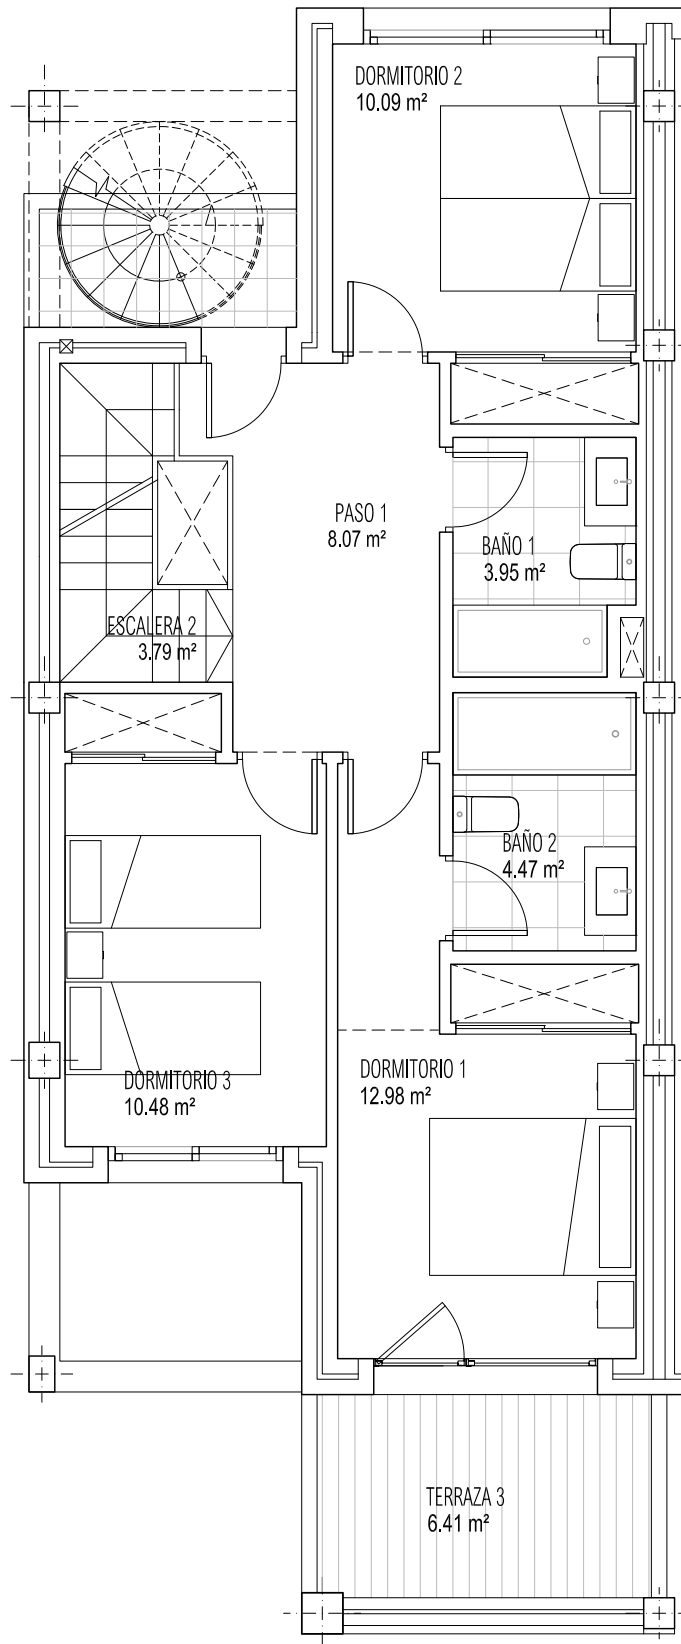 DORMITORIO 2
10.09 m²
PASO 1
8.07 m²
BAÑO 1
3.95 m²
ESCALERA 2
3.79 m²
BAÑO 2
4.47 m²
DORMITORIO 3
10.48 m²
DORMITORIO 1
12.98 m²
TERRAZA 3
6.41 m²